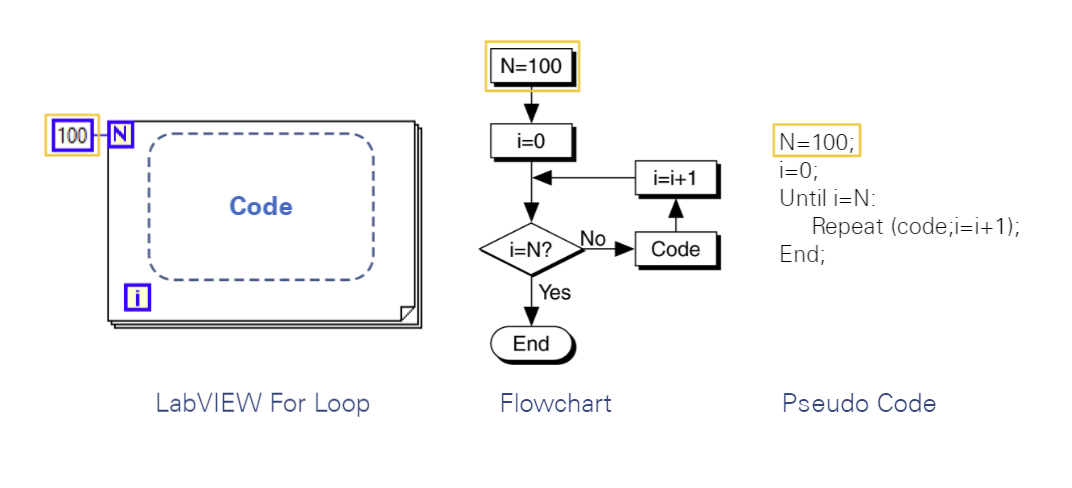 100
N
Code
i
LabVIEW For Loop
N=100
i=0
i=i+1
i=N?
No
Code
Yes
End
Flowchart
N=100;
i=0;
Until i=N:
Repeat (code;i=i+1);
End;
Pseudo Code